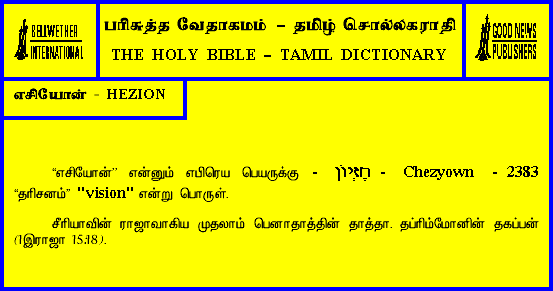 BELLWETHER
INTERNATIONAL
பரிசுத்த வேதாகமம் – தமிழ் சொல்லகராதி
THE HOLY BIBLE – TAMIL DICTIONARY
GOOD NEWS
PUBLISHERS
எசியோன் - HEZION
“எசியோன்” என்னும் எபிரெய பெயருக்கு - חֶזְיוֹן - Chezyown - 2383
“தரிசனம்” "vision" என்று பொருள்.
சீரியாவின் ராஜாவாகிய முதலாம் பெனாதாத்தின் தாத்தா. தப்ரிம்மோனின் தகப்பன்
(1இராஜா 15:18).